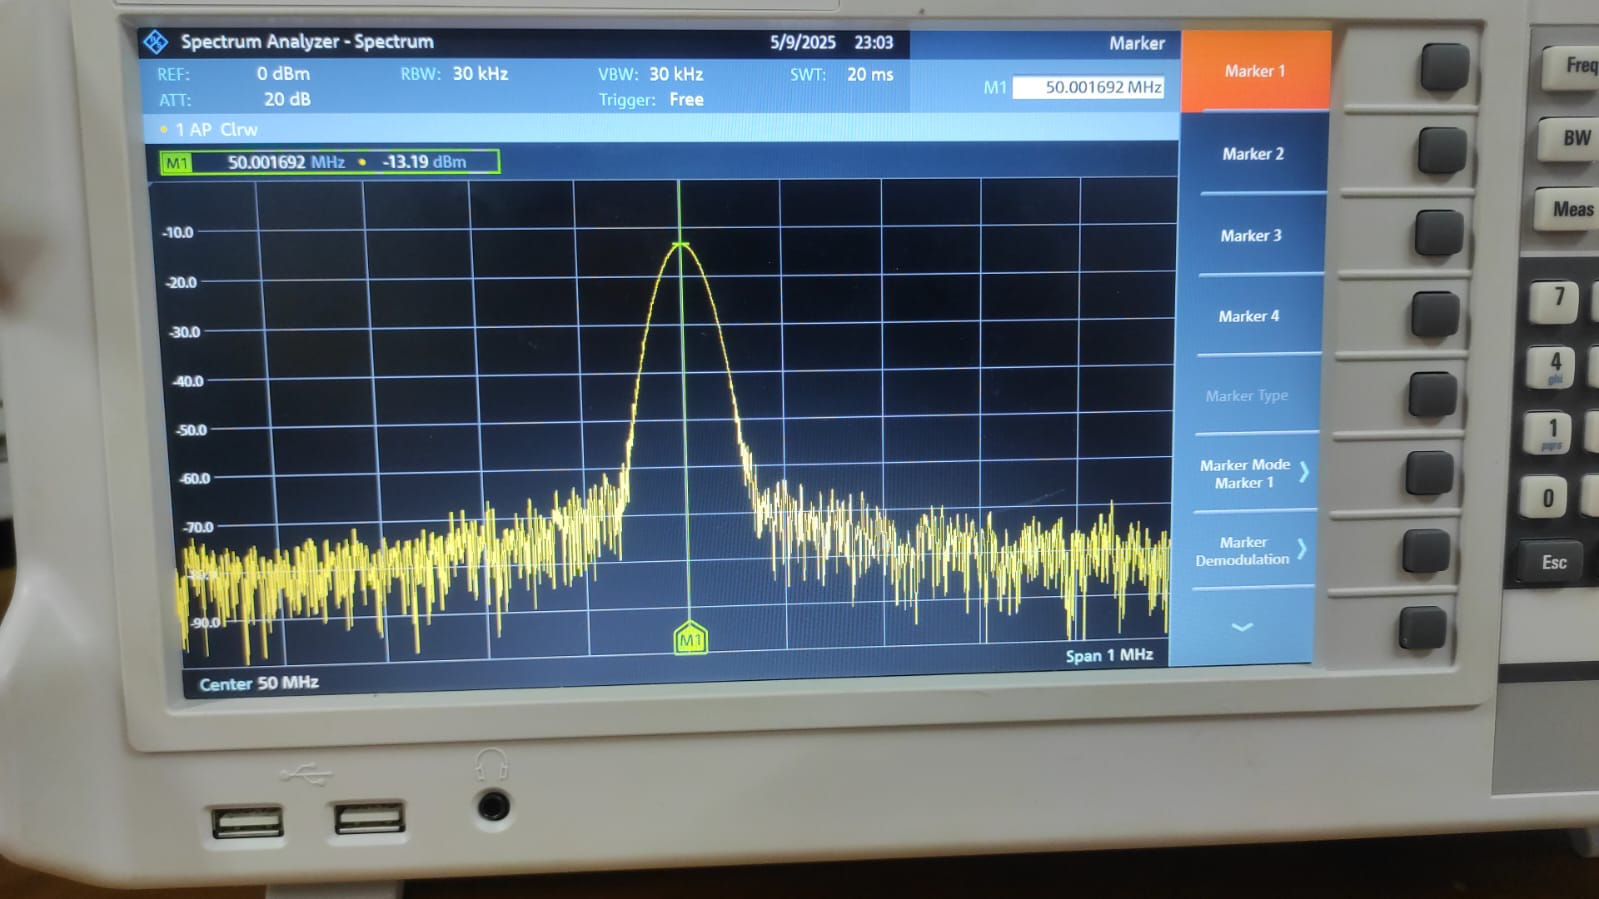 Spectrum Analyzer - Spectrum 5/9/2025 23:03 Marker
REF: 0 dBm RBW: 30 kHz VBW: 30 kHz SWT: 20 ms
ATT: 20 dB Trigger: Free
M1 50.001692 MHz
1 AP Clrw
M1 50.001692 MHz • -13.19 dBm
-10.0
-20.0
-30.0
-40.0
-50.0
-60.0
-70.0
-80.0
-90.0
M1
Center 50 MHz
Span 1 MHz
Marker 1
Marker 2
Marker 3
Marker 4
Marker Type
Marker Mode
Marker 1
Marker
Demodulation
Freq
BW
Meas
7
4
ghi
1
pqrs
0
Esc